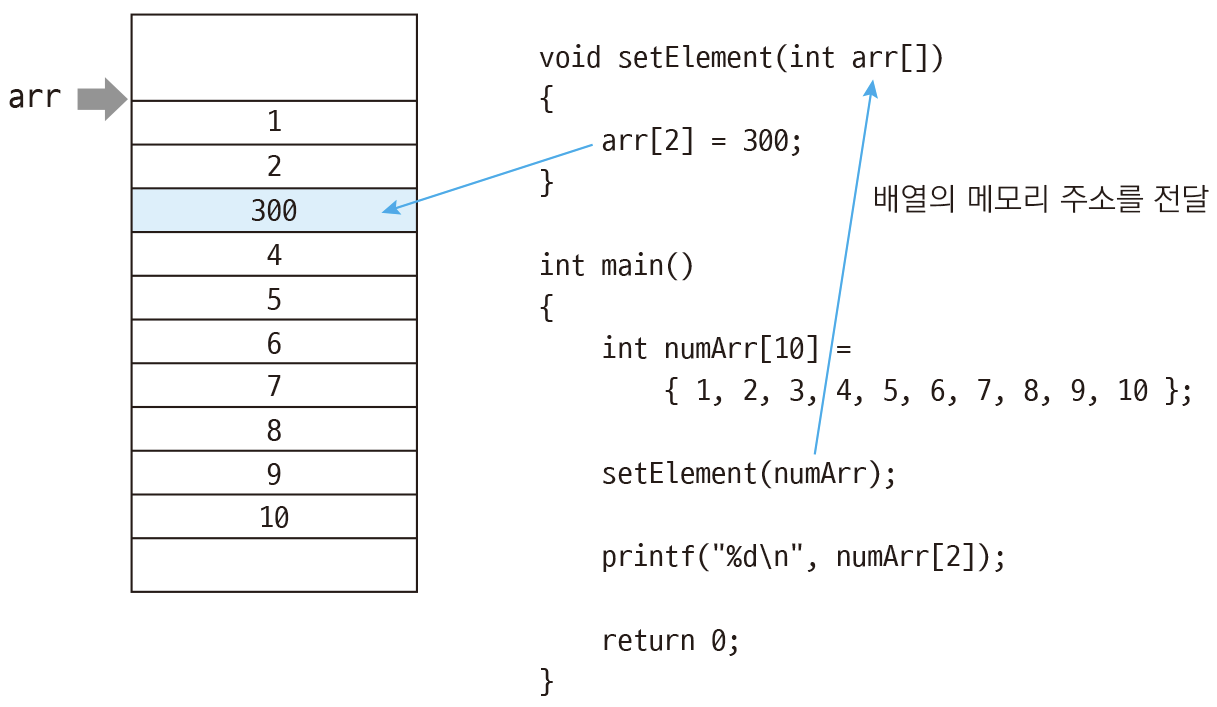 arr
1
2
300
4
5
6
7
8
9
10
void setElement(int arr[])
{
    arr[2] = 300;
}
배열의 메모리 주소를 전달
int main()
{
    int numArr[10] =
        { 1, 2, 3, 4, 5, 6, 7, 8, 9, 10 };
    setElement(numArr);
    printf("%d\n", numArr[2]);
    return 0;
}